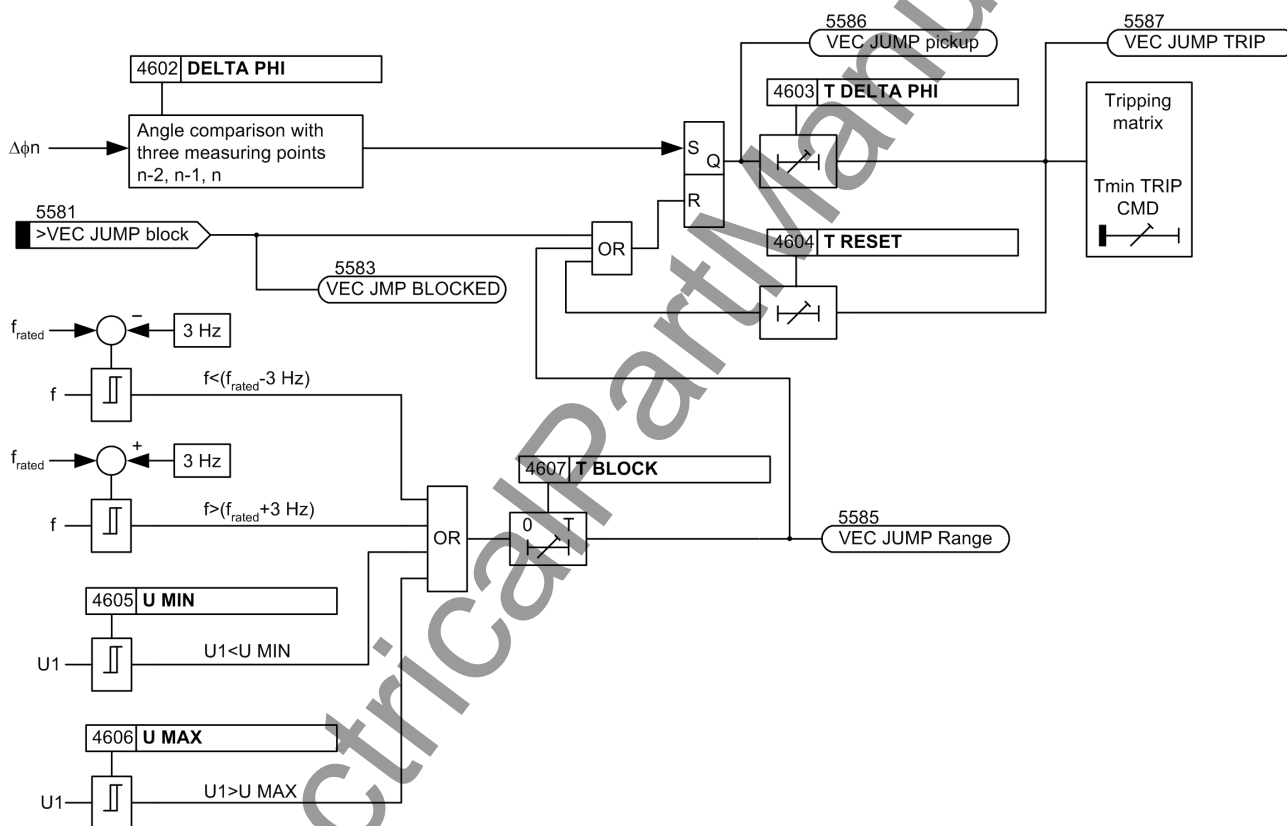 5586
VEC JUMP pickup
5587
VEC JUMP TRIP
4602 DELTA PHI
4603 T DELTA PHI
Tripping
matrix
Tmin TRIP
CMD
Δϕn
Angle comparison with
three measuring points
n-2, n-1, n
S
Q
R
5581
>VEC JUMP block
OR
4604 T RESET
5583
VEC JMP BLOCKED
frated
−
3 Hz
f
f<(frated-3 Hz)
frated
+
3 Hz
f
f>(frated+3 Hz)
OR
4607 T BLOCK
0 T
5585
VEC JUMP Range
4605 U MIN
U1
U1<U MIN
4606 U MAX
U1
U1>U MAX
ctricalPartManu